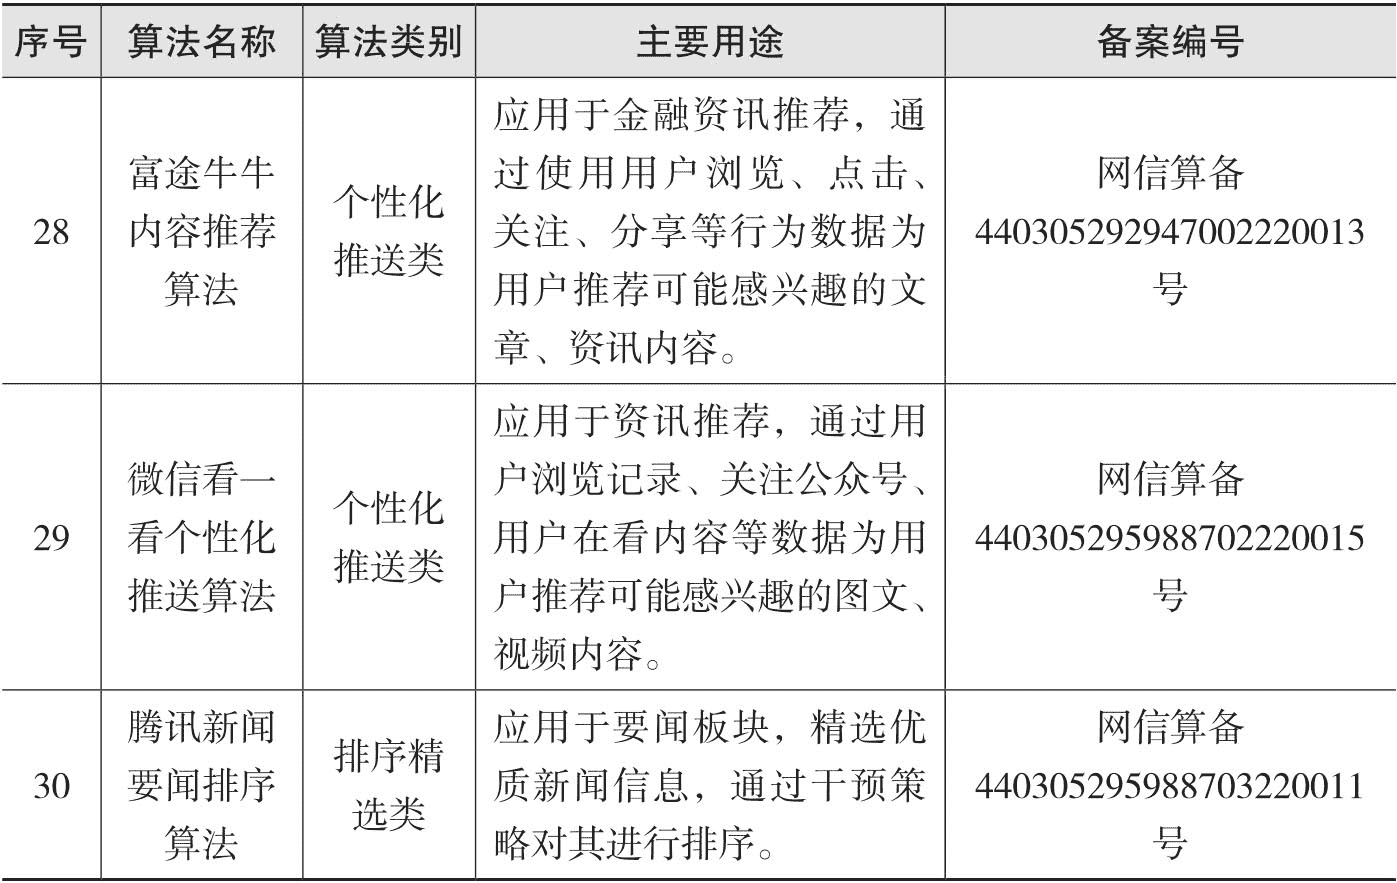 序号 算法名称 算法类别 主要用途 备案编号
28
富途牛牛
内容推荐
算法
个性化
推送类
应用于金融资讯推荐，通
过使用用户浏览、点击、
关注、分享等行为数据为
用户推荐可能感兴趣的文
章、资讯内容。
网信算备
440305292947002220013
号
29
微信看一
看个性化
推送算法
个性化
推送类
应用于资讯推荐，通过用
户浏览记录、关注公众号、
用户在看内容等数据为用
户推荐可能感兴趣的图文、
视频内容。
网信算备
440305295988702220015
号
30
腾讯新闻
要闻排序
算法
排序精
选类
应用于要闻板块，精选优
质新闻信息，通过干预策
略对其进行排序。
网信算备
440305295988703220011
号